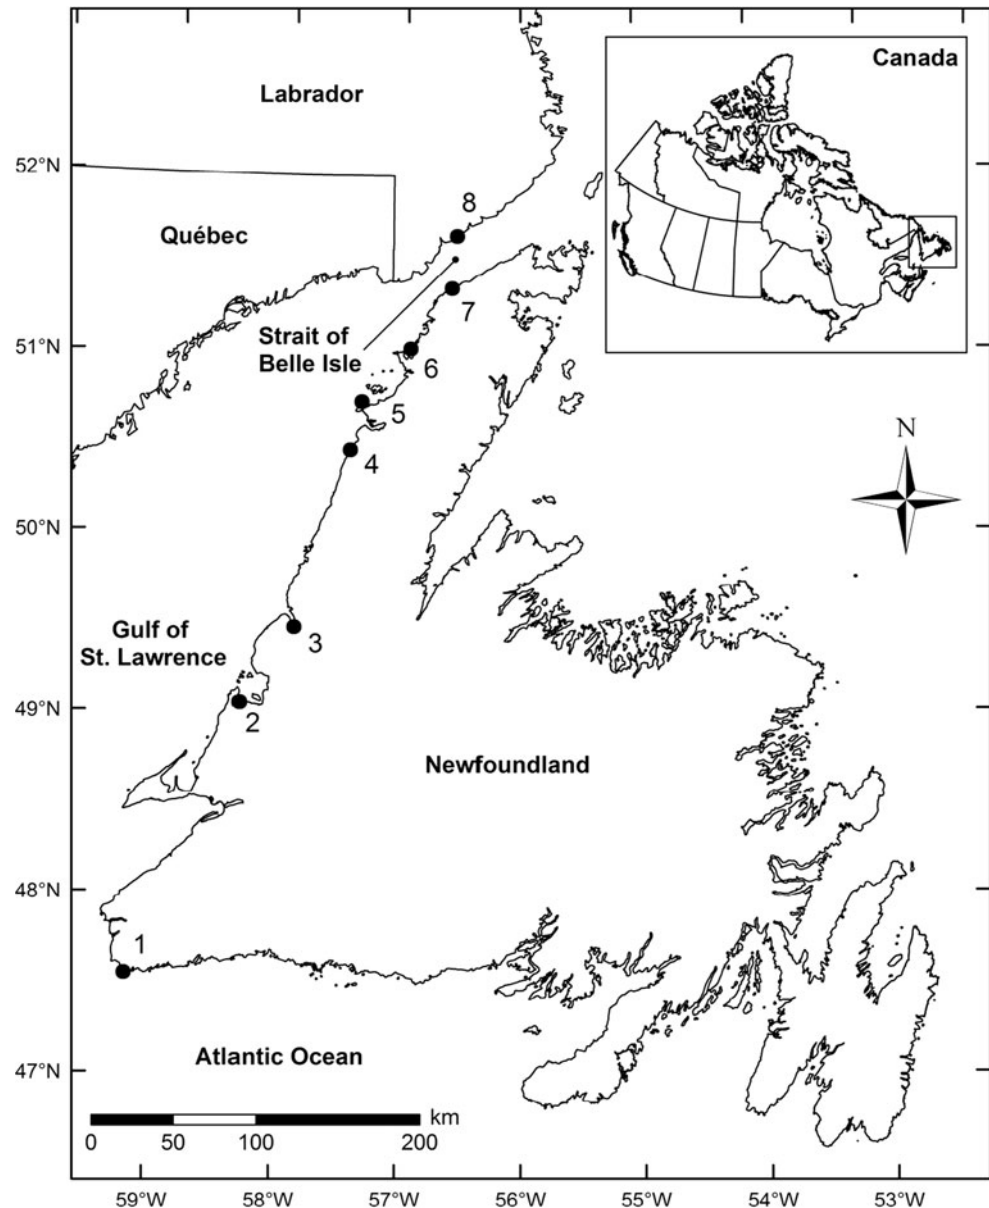 Canada
Labrador
52°N
8
Québec
7
Strait of
Belle Isle
51°N
6
5
4
N
50°N
Gulf of
St. Lawrence
3
49°N
2
Newfoundland
48°N
1
47°N
Atlantic Ocean
km
0 50 100 200
59°W 58°W 57°W 56°W 55°W 54°W 53°W